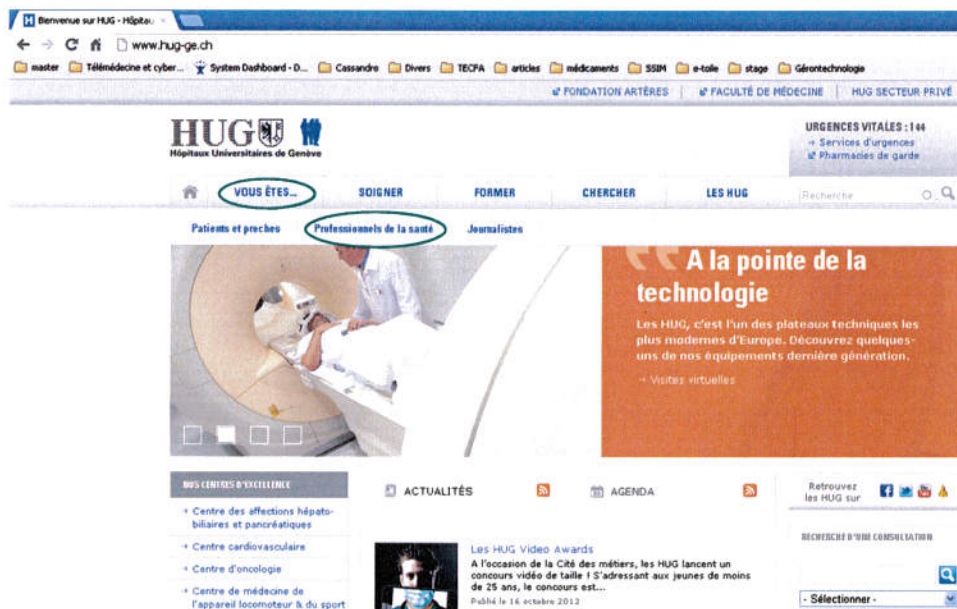 Bienvenue sur HUG - Hôpitau
www.hug-ge.ch
master Télémédecine et cyber... System Dashboard - D... Cassandre Divers TECFA articles médicaments SSIM e-toile stage Gérontechnologie
FONDATION ARTÈRES | FACULTÉ DE MÉDECINE | HUG SECTEUR PRIVÉ
HUG
Hôpitaux Universitaires de Genève
URGENCES VITALES : 144
→ Services d'urgences
Pharmacies de garde
VOUS ÊTES... SOIGNER FORMER CHERCHER LES HUG Recherche
Patients et proches Professionnels de la santé Journalistes
“ A la pointe de la
technologie
Les HUG, c'est l'un des plateaux techniques les
plus modernes d'Europe. Découvrez quelques-
uns de nos équipements dernière génération.
→ Visites virtuelles
NOS CENTRES D'EXCELLENCE
→ Centre des affections hépato-
biliaires et pancréatiques
→ Centre cardiovasculaire
→ Centre d'oncologie
→ Centre de médecine de
l'appareil locomoteur & du sport
ACTUALITÉS
AGENDA
Les HUG Video Awards
A l'occasion de la Cité des métiers, les HUG lancent un
concours vidéo de taille ! S'adressant aux jeunes de moins
de 25 ans, le concours est...
Publié le 16 octobre 2012
Retrouvez
les HUG sur
RECHERCHE D'UNE CONSULTATION
- Sélectionner -